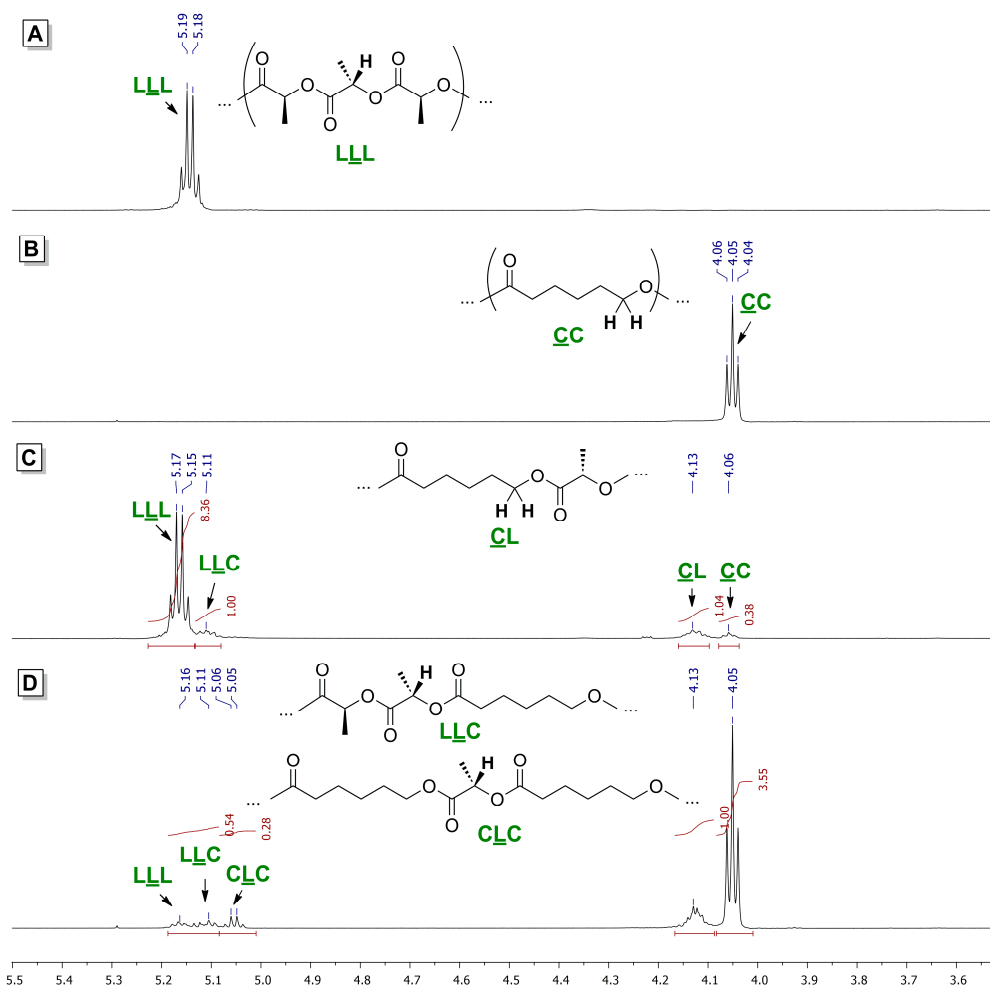 A
5.19
5.18
LLL
O
O
H
O
O
O
O
...
...
LLL
B
4.06
4.05
4.04
CC
O
O
...
...
H H
CC
C
5.17
5.15
5.11
4.13
4.06
LLL
8.36
LLC
1.00
O
O
O
O
...
...
H H
CL
CL
CC
1.04
0.38
D
5.16
5.11
5.06
5.05
4.13
4.05
O
O
H
O
O
O
O
...
...
LLC
O
O
H
O
O
O
O
...
...
CLC
0.54
0.28
1.00
3.55
LLL
LLC
CLC
5.5 5.4 5.3 5.2 5.1 5.0 4.9 4.8 4.7 4.6 4.5 4.4 4.3 4.2 4.1 4.0 3.9 3.8 3.7 3.6